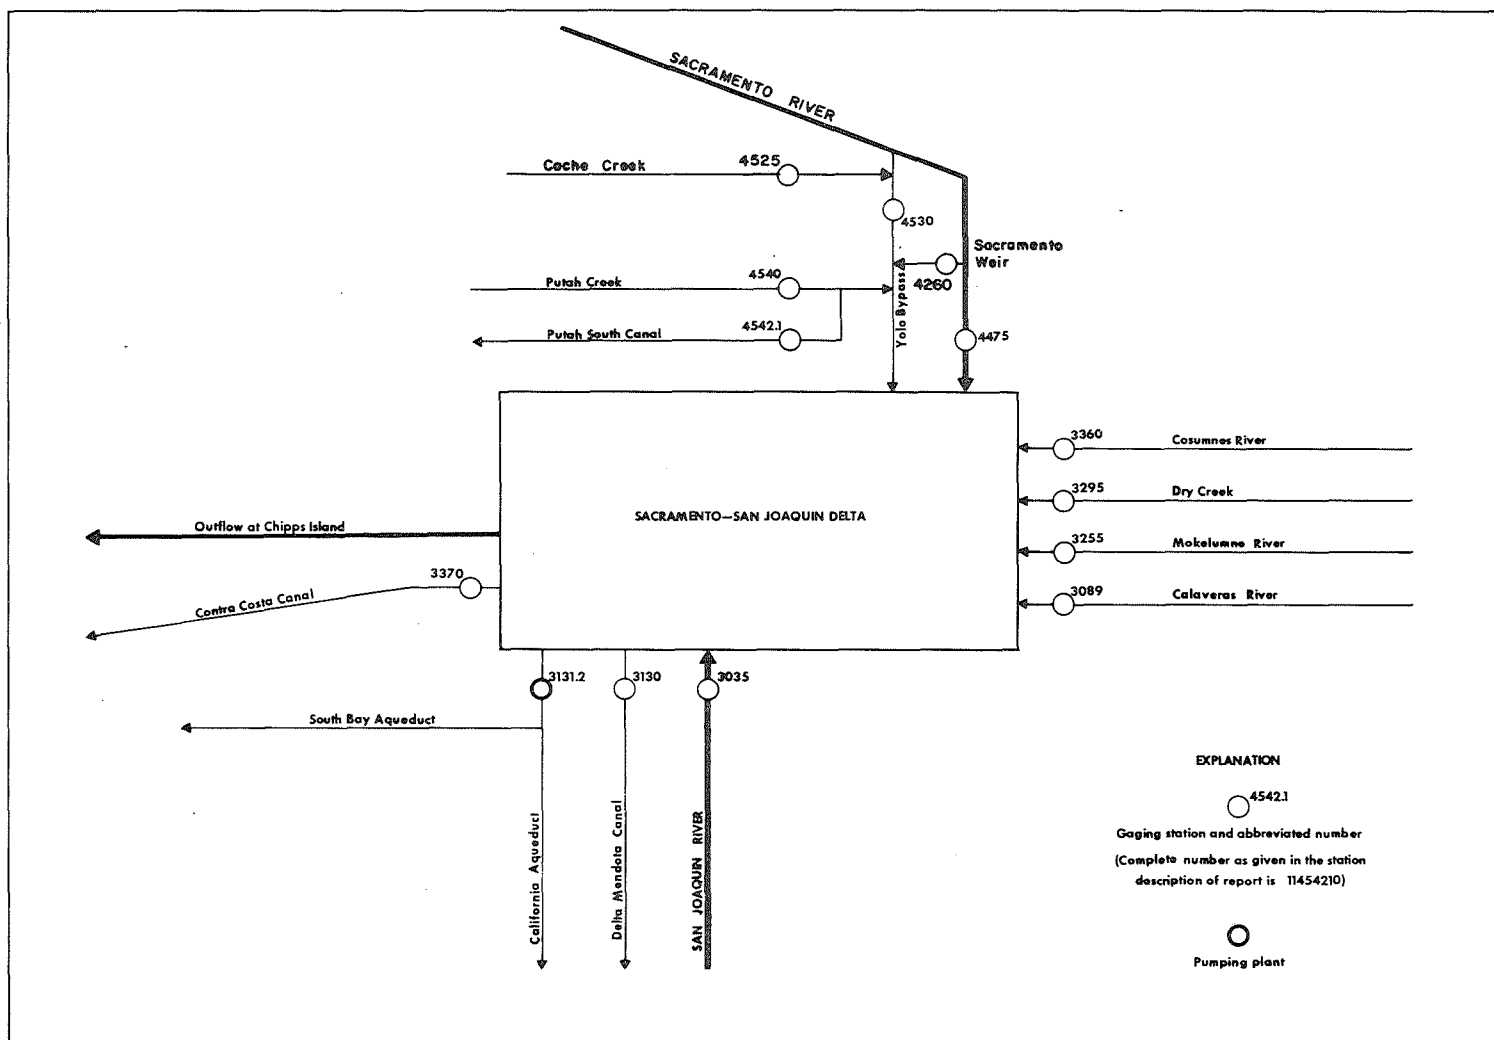 SACRAMENTO RIVER
Cache Creek
4525
4530
Sacramento
Weir
4260
Putah Creek
4540
Putah South Canal
4542.1
Yolo Bypass
4475
3360
Cosumnes River
3295
Dry Creek
3255
Mokelumne River
3089
Calaveras River
SACRAMENTO—SAN JOAQUIN DELTA
Outflow at Chipps Island
3370
Contra Costa Canal
3131.2
3130
3035
South Bay Aqueduct
California Aqueduct
Delta Mendota Canal
SAN JOAQUIN RIVER
EXPLANATION
4542.1
Gaging station and abbreviated number
(Complete number as given in the station
description of report is 11454210)
Pumping plant